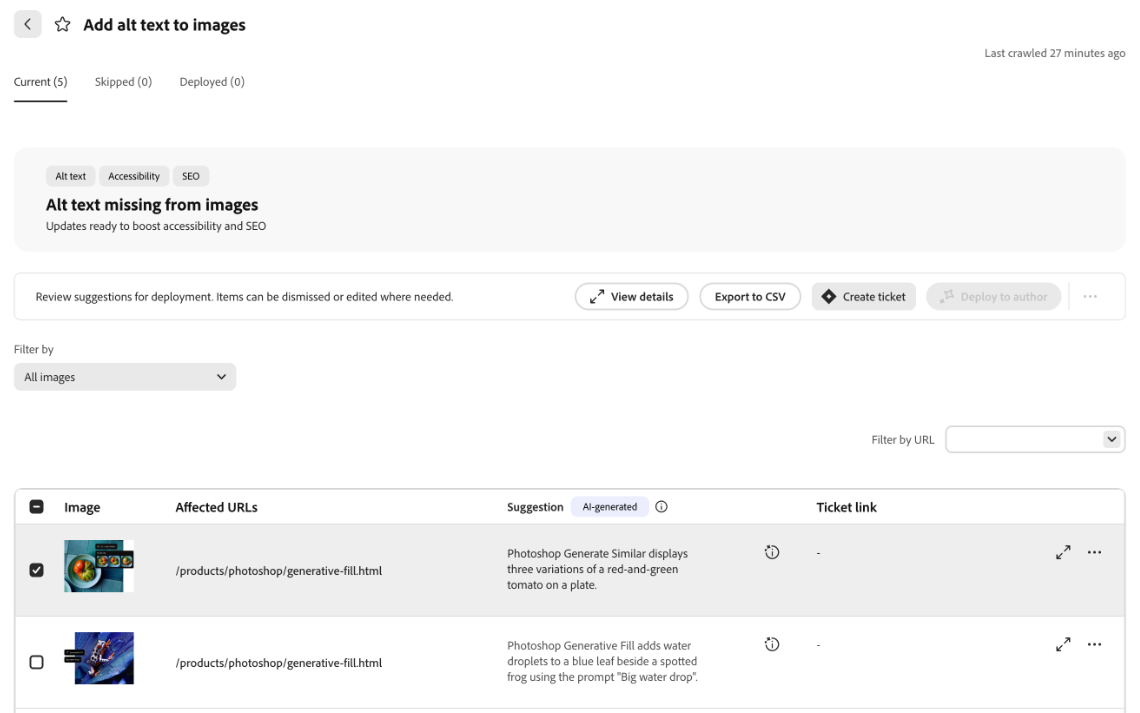 Add alt text to images
Last crawled 27 minutes ago
Current (5) Skipped (0) Deployed (0)
Alt text Accessibility SEO
Alt text missing from images
Updates ready to boost accessibility and SEO
Review suggestions for deployment. Items can be dismissed or edited where needed. View details Export to CSV Create ticket Deploy to author
Filter by
All images
Filter by URL
Image Affected URLs Suggestion AI-generated Ticket link
Photoshop Generate Similar displays
three variations of a red-and-green
tomato on a plate.
/products/photoshop/generative-fill.html
-
Photoshop Generative Fill adds water
droplets to a blue leaf beside a spotted
frog using the prompt "Big water drop".
/products/photoshop/generative-fill.html
-